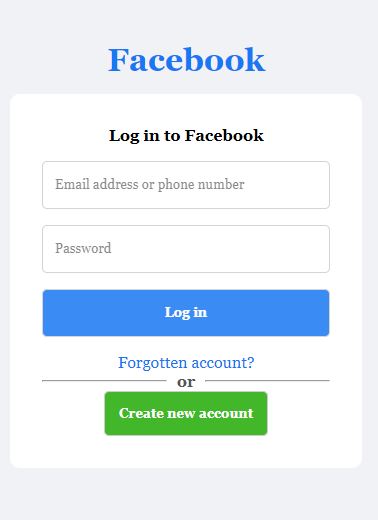 Facebook
Log in to Facebook
Email address or phone number
Password
Log in
Forgotten account?
or
Create new account